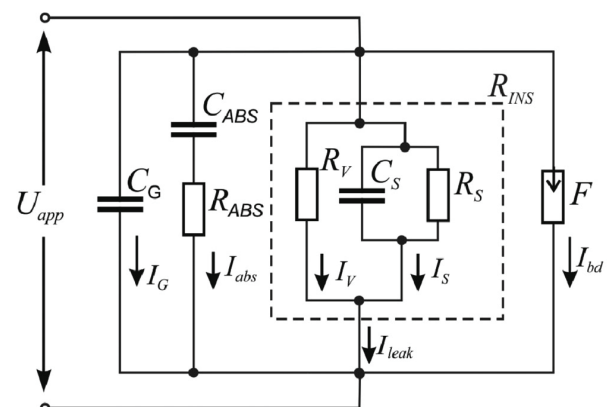 R_INS
C_ABS
C_G
R_V
C_S
R_S
U_app
R_ABS
F
I_G
I_abs
I_V
I_S
I_bd
I_leak